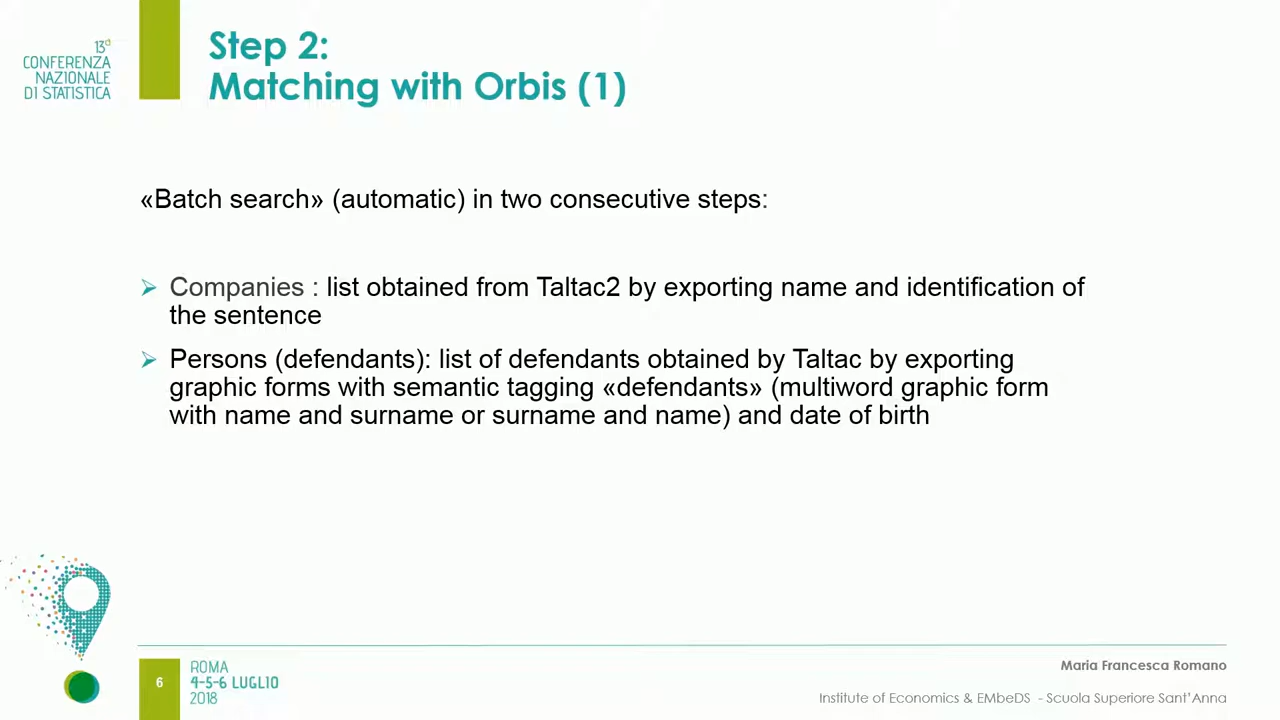 13a
CONFERENZA
NAZIONALE
DI STATISTICA
Step 2:
Matching with Orbis (1)
«Batch search» (automatic) in two consecutive steps:
Companies : list obtained from Taltac2 by exporting name and identification of
the sentence
Persons (defendants): list of defendants obtained by Taltac by exporting
graphic forms with semantic tagging «defendants» (multiword graphic form
with name and surname or surname and name) and date of birth
6
ROMA
4-5-6 LUGLIO
2018
Maria Francesca Romano
Institute of Economics & EMbeDS - Scuola Superiore Sant'Anna